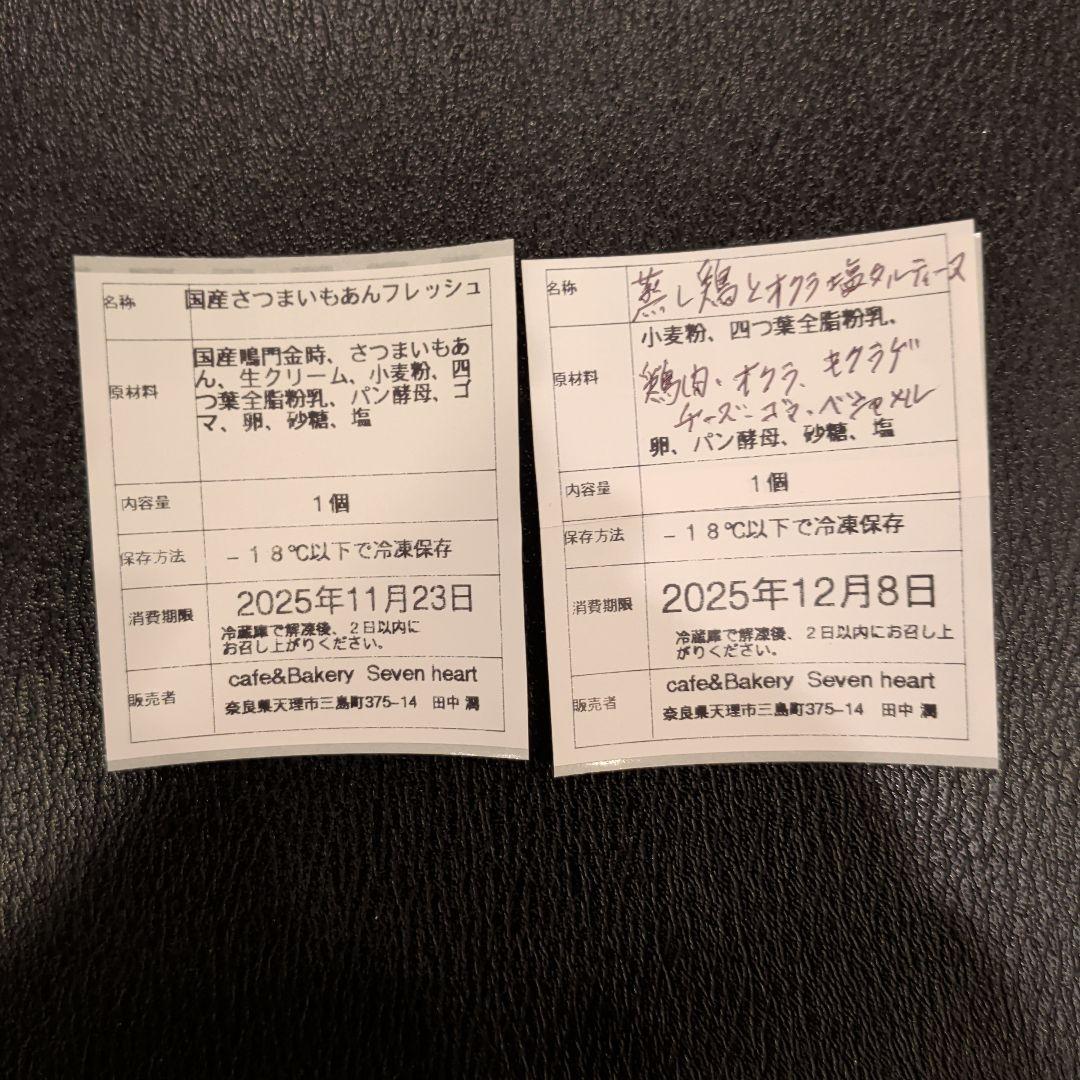 名称 国産さつまいもあんフレッシュ
原材料 国産鳴門金時、さつまいもあ
ん、生クリーム、小麦粉、四
つ葉全脂粉乳、パン酵母、ゴ
マ、卵、砂糖、塩
内容量 1個
保存方法 −18℃以下で冷凍保存
消費期限 2025年11月23日
冷蔵庫で解凍後、2日以内に
お召し上がりください。
販売者 cafe&Bakery Seven heart
奈良県天理市三島町375−14 田中 潤
名称 蒸し鶏とオクラ塩タルティーヌ
原材料 小麦粉、四つ葉全脂粉乳、
鶏肉・オクラ、キクラゲ
チーズ・ゴマ・ベシャメル
卵、パン酵母、砂糖、塩
内容量 1個
保存方法 −18℃以下で冷凍保存
消費期限 2025年12月8日
冷蔵庫で解凍後、2日以内にお召し上
がりください。
販売者 cafe&Bakery Seven heart
奈良県天理市三島町375−14 田中 潤